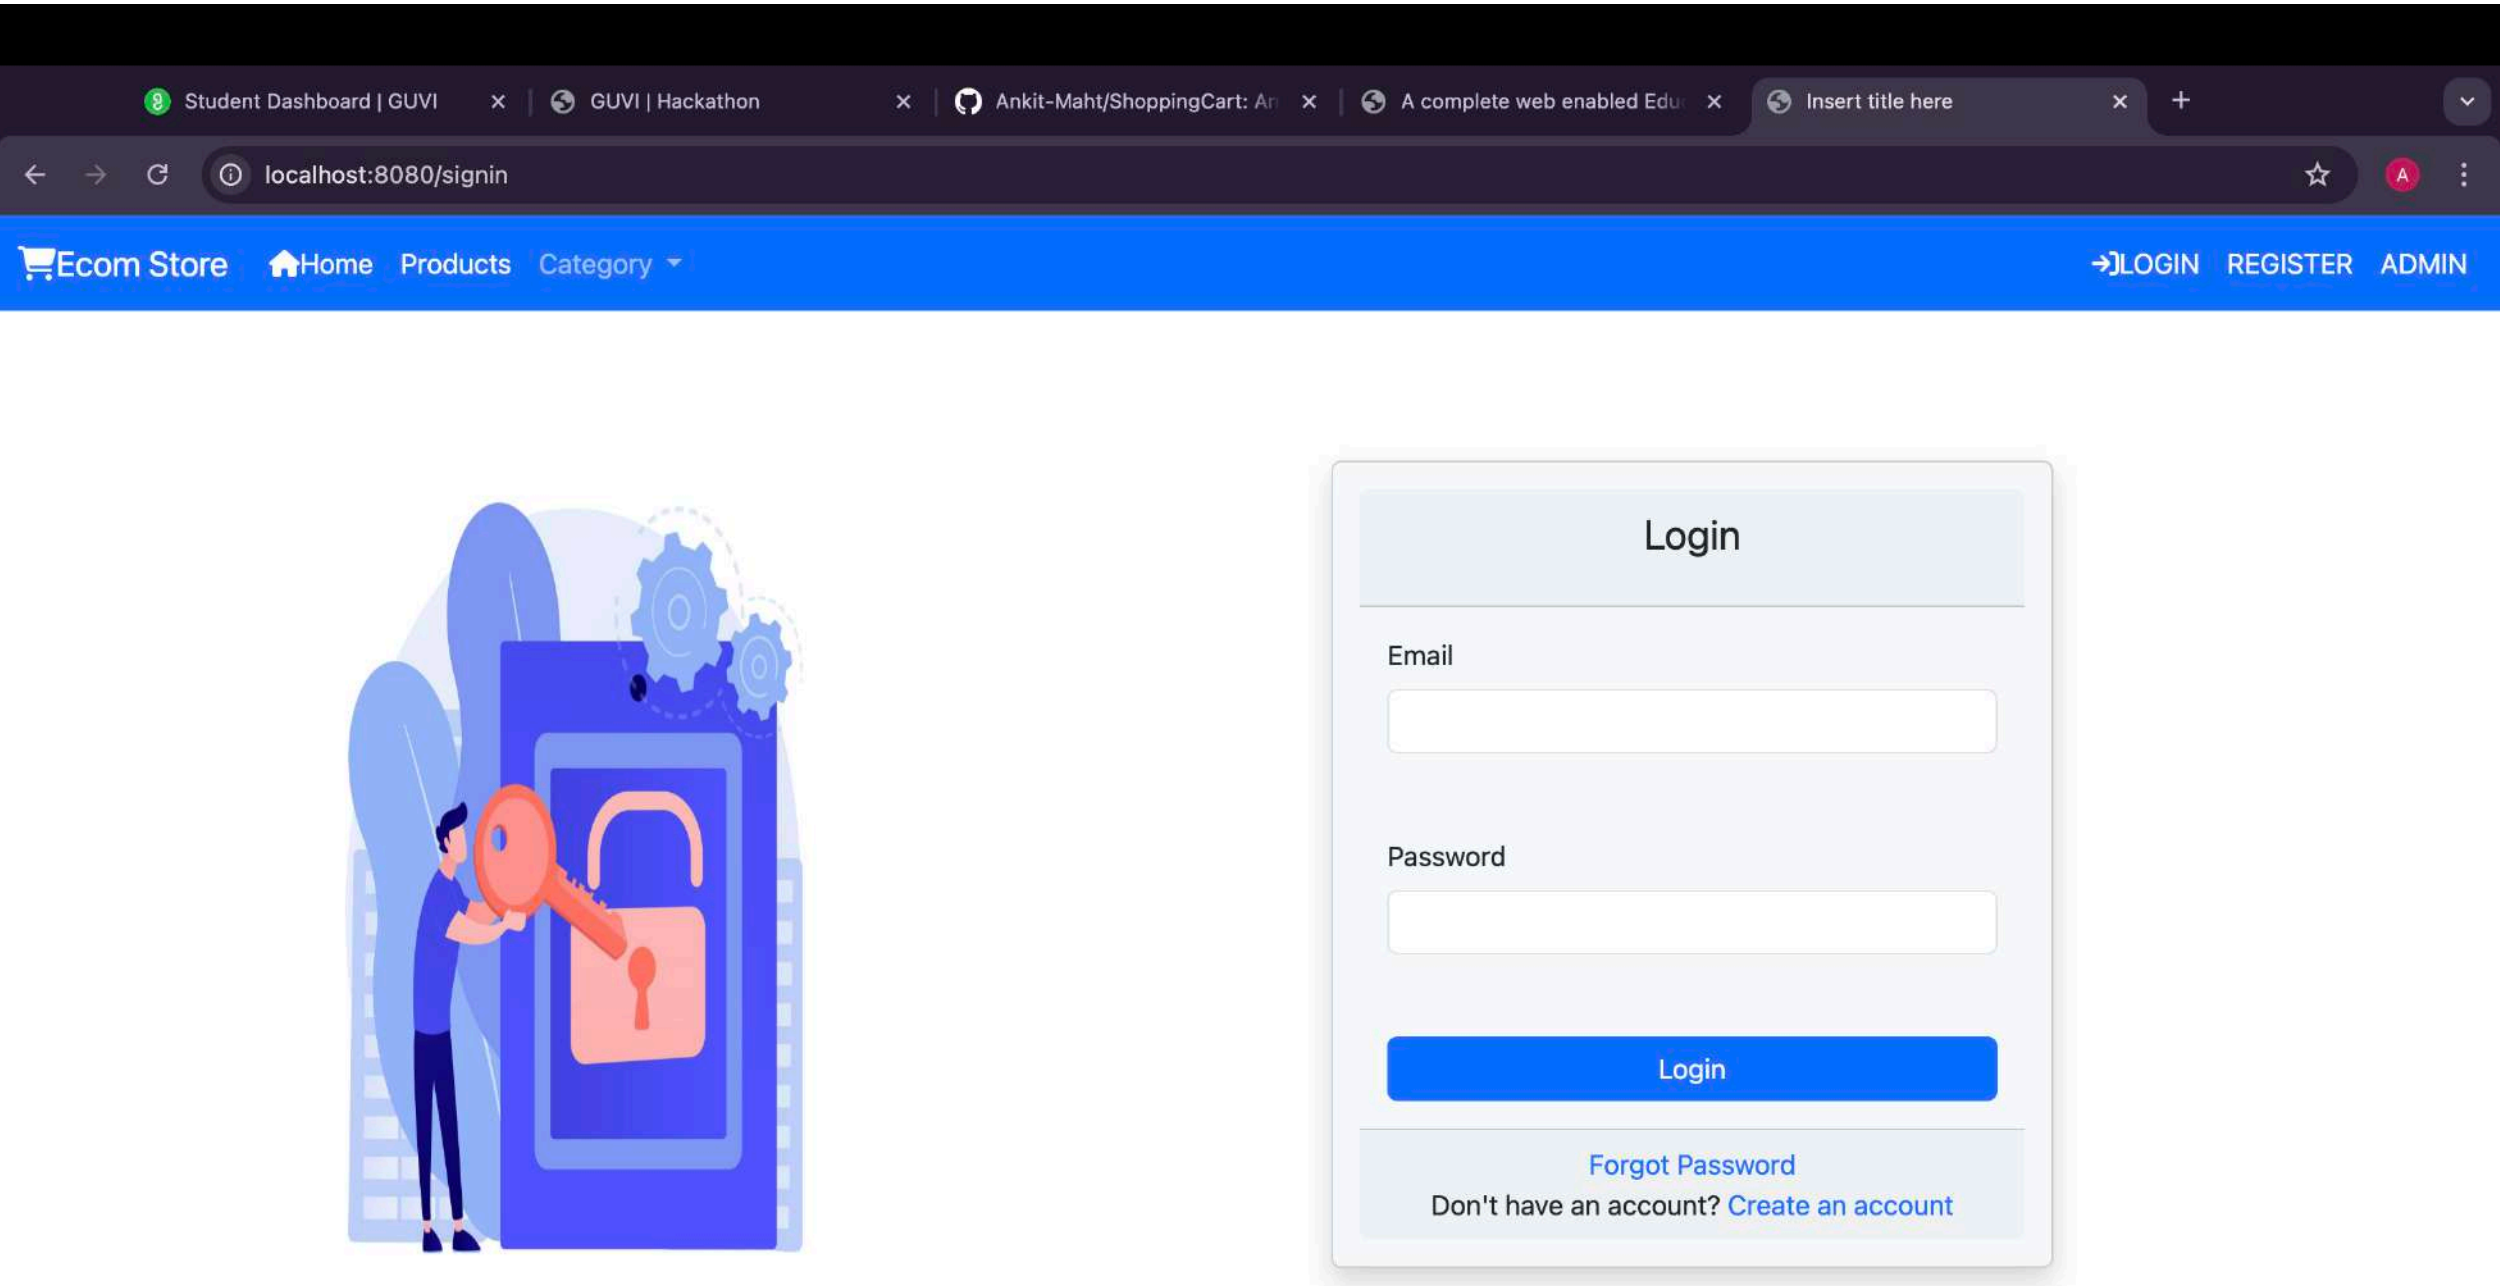 Student Dashboard | GUVI
GUVI | Hackathon
Ankit-Maht/ShoppingCart: An
A complete web enabled Edu
Insert title here
localhost:8080/signin
A
Ecom Store Home Products Category
LOGIN REGISTER ADMIN
Login
Email
Password
Login
Forgot Password
Don't have an account? Create an account